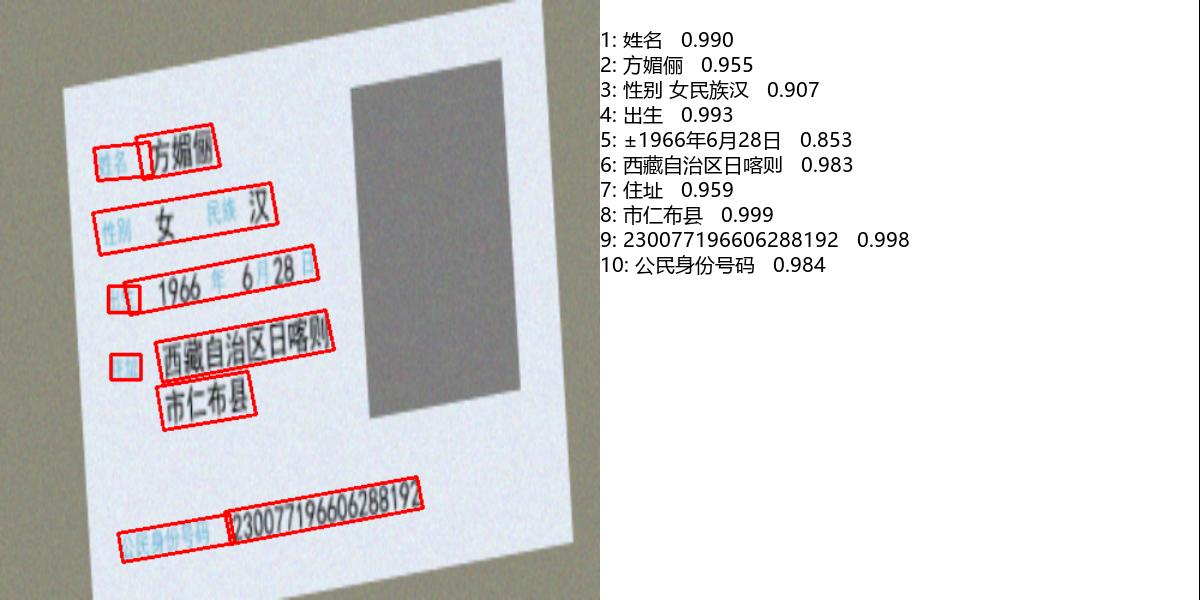 姓名 方媚俪
性别 女 民族 汉
出生 1966 年 6 月 28 日
住址 西藏自治区日喀则
市仁布县
公民身份号码 230077196606288192
1: 姓名 0.990
2: 方媚俪 0.955
3: 性别 女民族汉 0.907
4: 出生 0.993
5: ±1966年6月28日 0.853
6: 西藏自治区日喀则 0.983
7: 住址 0.959
8: 市仁布县 0.999
9: 230077196606288192 0.998
10: 公民身份号码 0.984